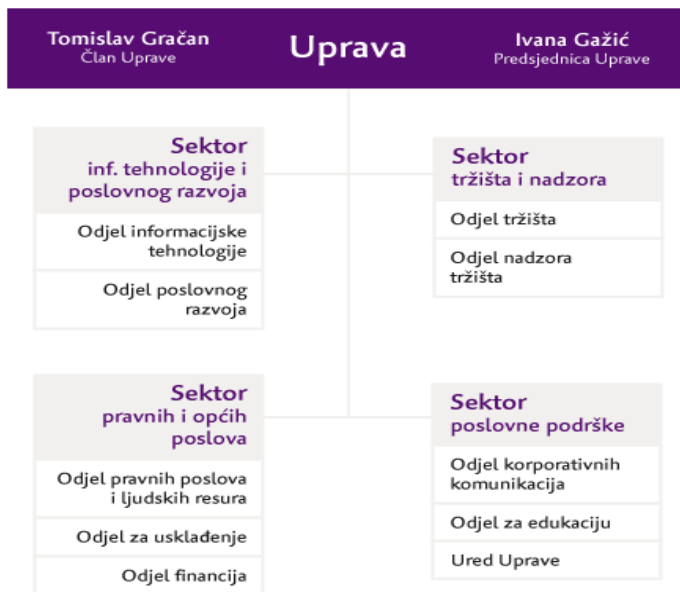 Tomislav Gračan
Član Uprave
Uprava
Ivana Gažić
Predsjednica Uprave
Sektor
inf. tehnologije i
poslovnog razvoja
Odjel informacijske
tehnologije
Odjel poslovnog
razvoja
Sektor
tržišta i nadzora
Odjel tržišta
Odjel nadzora
tržišta
Sektor
pravnih i općih
poslova
Odjel pravnih poslova
i ljudskih resura
Odjel za usklađenje
Odjel financija
Sektor
poslovne podrške
Odjel korporativnih
komunikacija
Odjel za edukaciju
Ured Uprave